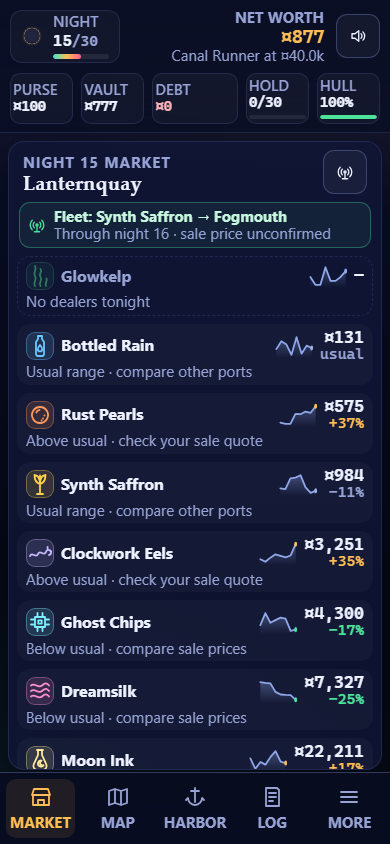 NIGHT
15/30
NET WORTH
¤877
Canal Runner at ¤40.0k
PURSE
¤100
VAULT
¤777
DEBT
¤0
HOLD
0/30
HULL
100%
NIGHT 15 MARKET
Lanternquay
Fleet: Synth Saffron → Fogmouth
Through night 16 · sale price unconfirmed
Glowkelp
–
No dealers tonight
Bottled Rain
¤131
usual
Usual range · compare other ports
Rust Pearls
¤575
+37%
Above usual · check your sale quote
Synth Saffron
¤984
−11%
Usual range · compare other ports
Clockwork Eels
¤3,251
+35%
Above usual · check your sale quote
Ghost Chips
¤4,300
−17%
Below usual · compare sale prices
Dreamsilk
¤7,327
−25%
Below usual · compare sale prices
Moon Ink
¤22,211
+17%
MARKET
MAP
HARBOR
LOG
MORE